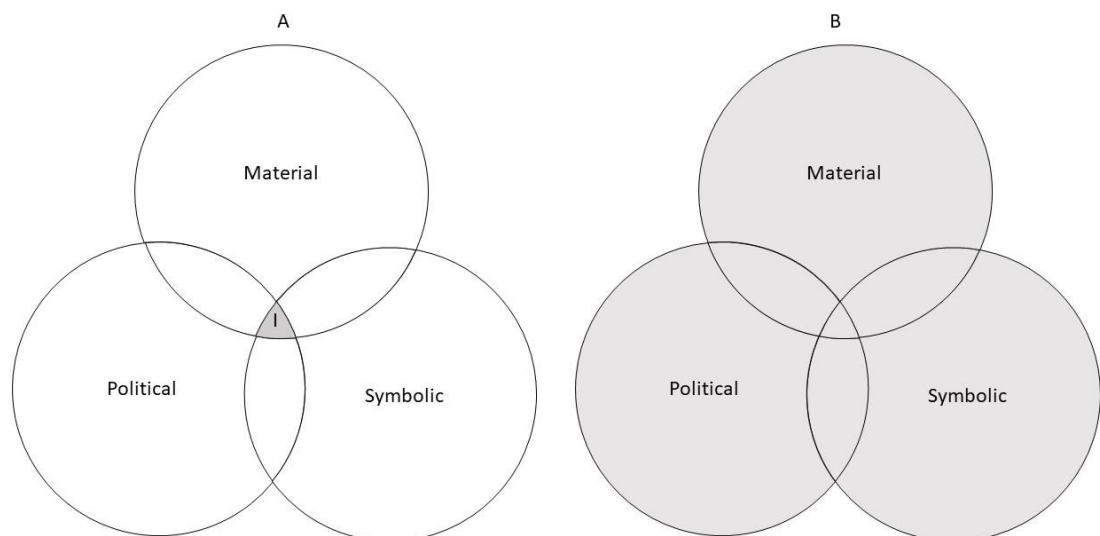 A
Material
I
Political
Symbolic
B
Material
Political
Symbolic